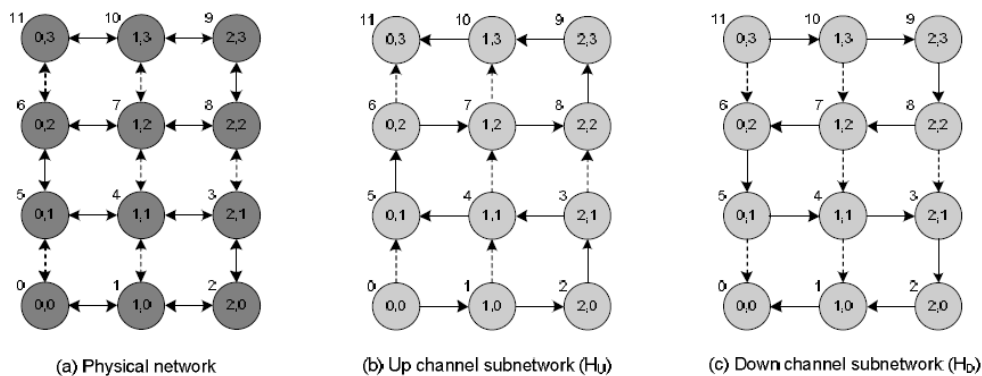 11 10 9 11 10 9 11 10 9
0,3 1,3 2,3 0,3 1,3 2,3 0,3 1,3 2,3
6 7 8 6 7 8 6 7 8
0,2 1,2 2,2 0,2 1,2 2,2 0,2 1,2 2,2
5 4 3 5 4 3 5 4 3
0,1 1,1 2,1 0,1 1,1 2,1 0,1 1,1 2,1
0 1 2 0 1 2 0 1 2
0,0 1,0 2,0 0,0 1,0 2,0 0,0 1,0 2,0
(a) Physical network (b) Up channel subnetwork (HU) (c) Down channel subnetwork (HD)